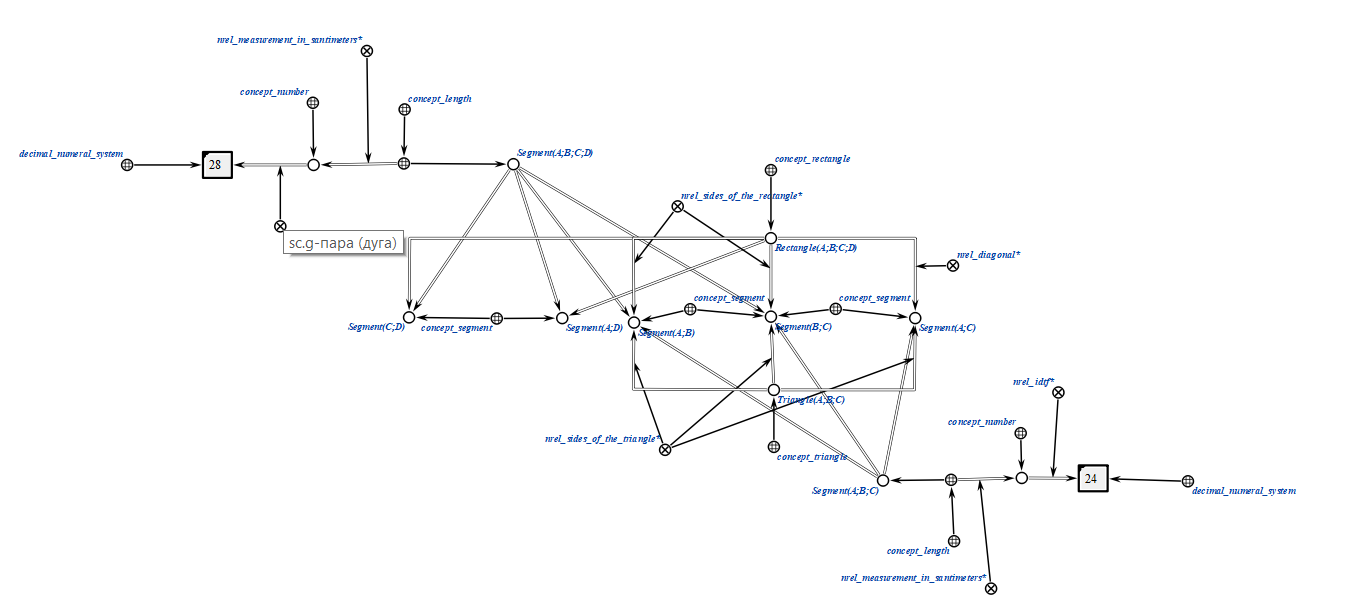 nrel_measurement_in_santimeters*
concept_number
concept_length
decimal_numeral_system
28
Segment(A;B;C;D)
concept_rectangle
nrel_sides_of_the_rectangle*
sc.g-пара (дуга)
Rectangle(A;B;C;D)
nrel_diagonal*
concept_segment
concept_segment
Segment(C;D)
concept_segment
Segment(A;D)
Segment(A;B)
Segment(B;C)
Segment(A;C)
nrel_idtf*
Triangle(A;B;C)
concept_number
nrel_sides_of_the_triangle*
concept_triangle
24
Segment(A;B;C)
decimal_numeral_system
concept_length
nrel_measurement_in_santimeters*